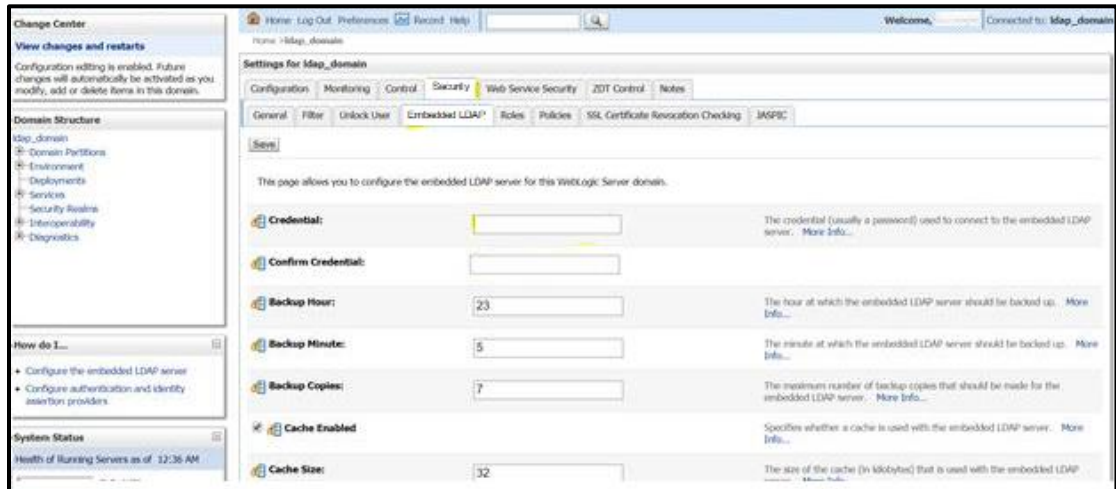 Change Center
View changes and restarts
Configuration editing is enabled. Future
changes will automatically be activated as you
modify, add or delete items in this domain.
Domain Structure
ldap_domain
Domain Partitions
Environment
Deployments
Services
Security Realms
Interoperability
Diagnostics
How do I...
Configure the embedded LDAP server
Configure authentication and identity
assertion providers
System Status
Health of Running Servers as of 12:36 AM
Home Log Out Preferences Record Help
Welcome,
Connected to: ldap_domain
Home >ldap_domain
Settings for ldap_domain
Configuration Monitoring Control Security Web Service Security ZDT Control Notes
General Filter Unlock User Embedded LDAP Roles Policies SSL Certificate Revocation Checking JASPIC
Save
This page allows you to configure the embedded LDAP server for this WebLogic Server domain.
Credential:
The credential (usually a password) used to connect to the embedded LDAP
server. More Info...
Confirm Credential:
Backup Hour:
23
The hour at which the embedded LDAP server should be backed up. More
Info...
Backup Minute:
5
The minute at which the embedded LDAP server should be backed up. More
Info...
Backup Copies:
7
The maximum number of backup copies that should be made for the
embedded LDAP server. More Info...
Cache Enabled
Specifies whether a cache is used with the embedded LDAP server. More
Info...
Cache Size:
32
The size of the cache (in kilobytes) that is used with the embedded LDAP